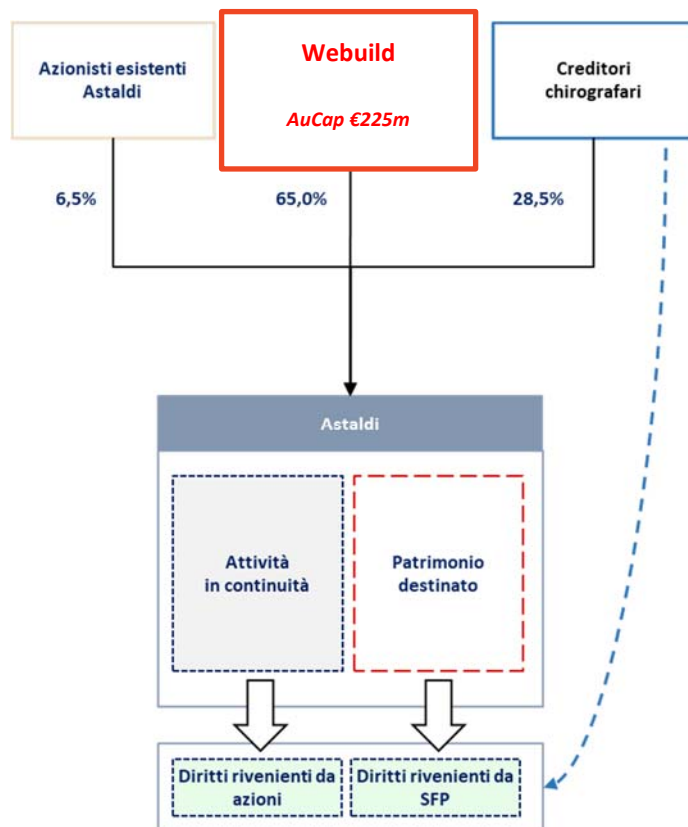 Azionisti esistenti
Astaldi
Webuild
AuCap €225m
Creditori
chirografari
6,5%
65,0%
28,5%
Astaldi
Attività
in continuità
Patrimonio
destinato
Diritti rivenienti da
azioni
Diritti rivenienti da
SFP